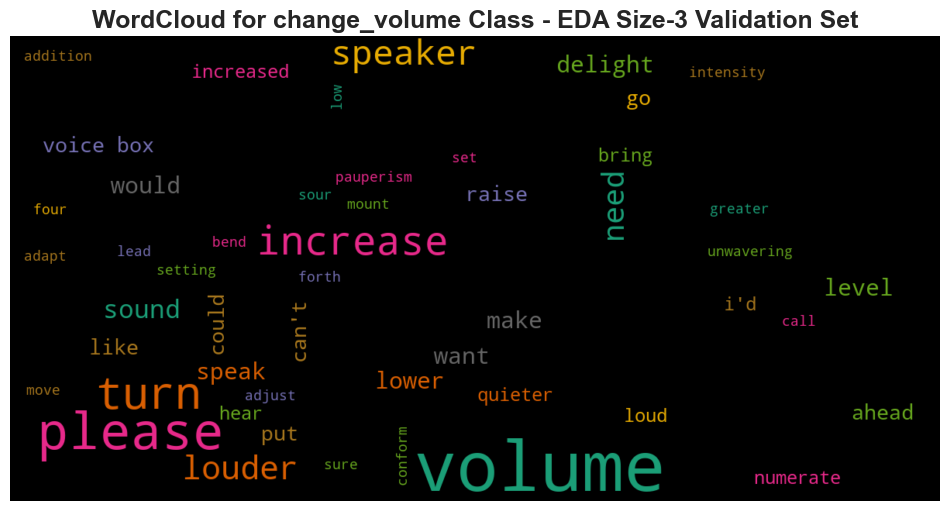 WordCloud for change_volume Class - EDA Size-3 Validation Set
addition
increased
speaker
delight
intensity
low
go
voice box
set
bring
would
pauperism
sour
mount
raise
need
four
greater
increase
adapt
lead
bend
setting
forth
unwavering
level
sound
could
can't
make
i'd
call
like
want
speak
lower
move
turn
adjust
quieter
please
hear
put
loud
ahead
louder
sure
conform
volume
numerate